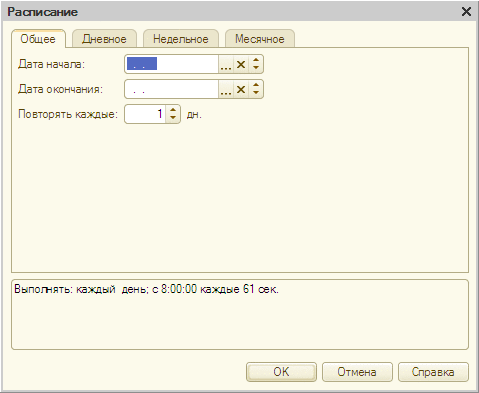 Расписание
Общее Дневное Недельное Месячное
Дата начала: . . ...
Дата окончания: . . ...
Повторять каждые: 1 дн.
Выполнять: каждый день; с 8:00:00 каждые 61 сек.
OK Отмена Справка